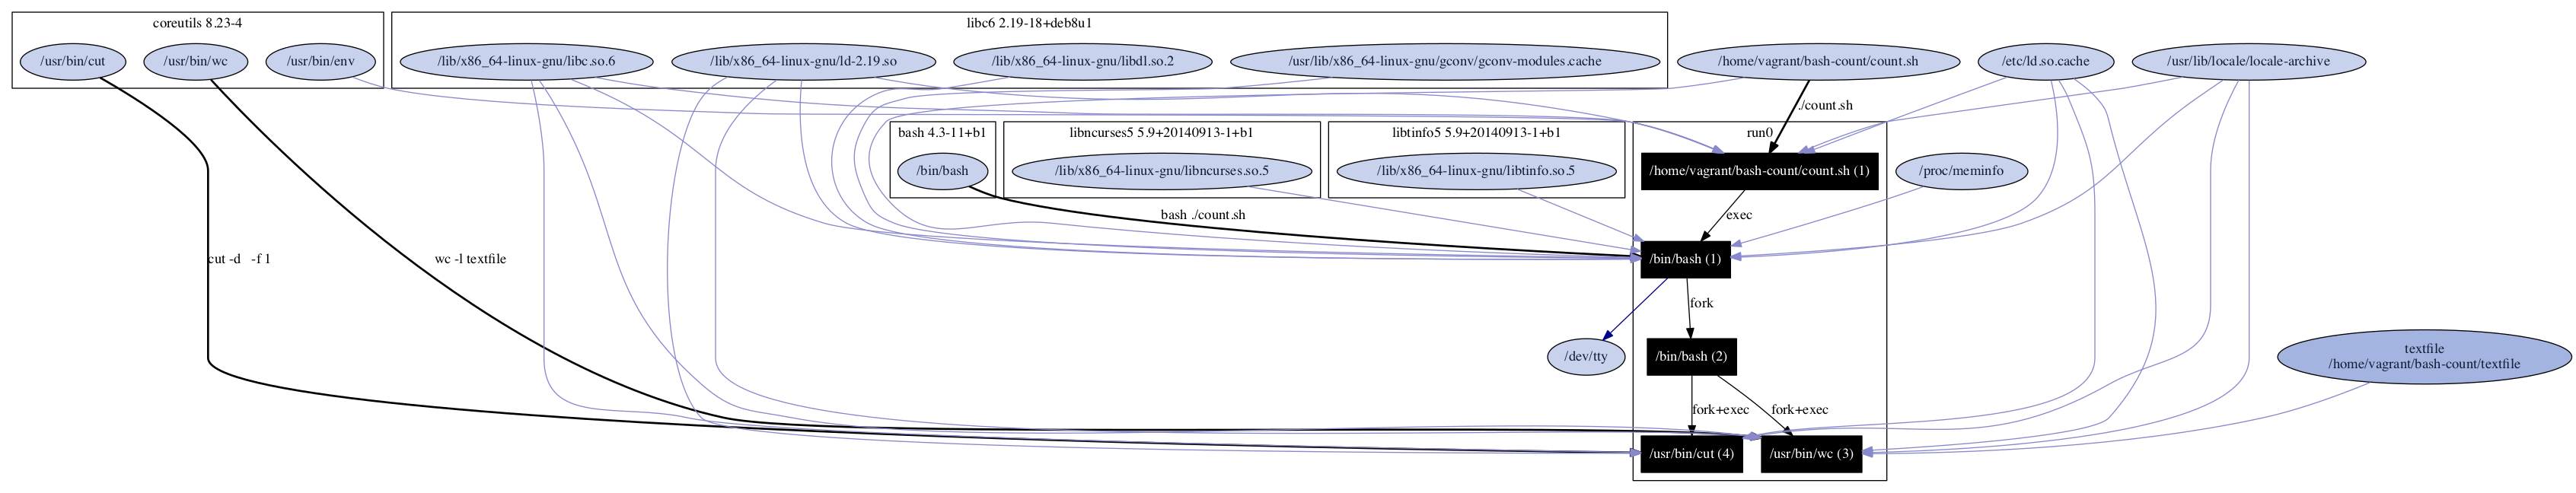 coreutils 8.23-4
libc6 2.19-18+deb8u1
/usr/bin/cut
/usr/bin/wc
/usr/bin/env
/lib/x86_64-linux-gnu/libc.so.6
/lib/x86_64-linux-gnu/ld-2.19.so
/lib/x86_64-linux-gnu/libdl.so.2
/usr/lib/x86_64-linux-gnu/gconv/gconv-modules.cache
/home/vagrant/bash-count/count.sh
/etc/ld.so.cache
/usr/lib/locale/locale-archive
./count.sh
bash 4.3-11+b1
libncurses5 5.9+20140913-1+b1
libtinfo5 5.9+20140913-1+b1
run0
/bin/bash
/lib/x86_64-linux-gnu/libncurses.so.5
/lib/x86_64-linux-gnu/libtinfo.so.5
/home/vagrant/bash-count/count.sh (1)
/proc/meminfo
bash ./count.sh
exec
cut -d   -f 1
wc -l textfile
/bin/bash (1)
fork
/dev/tty
/bin/bash (2)
textfile
/home/vagrant/bash-count/textfile
fork+exec
fork+exec
/usr/bin/cut (4)
/usr/bin/wc (3)